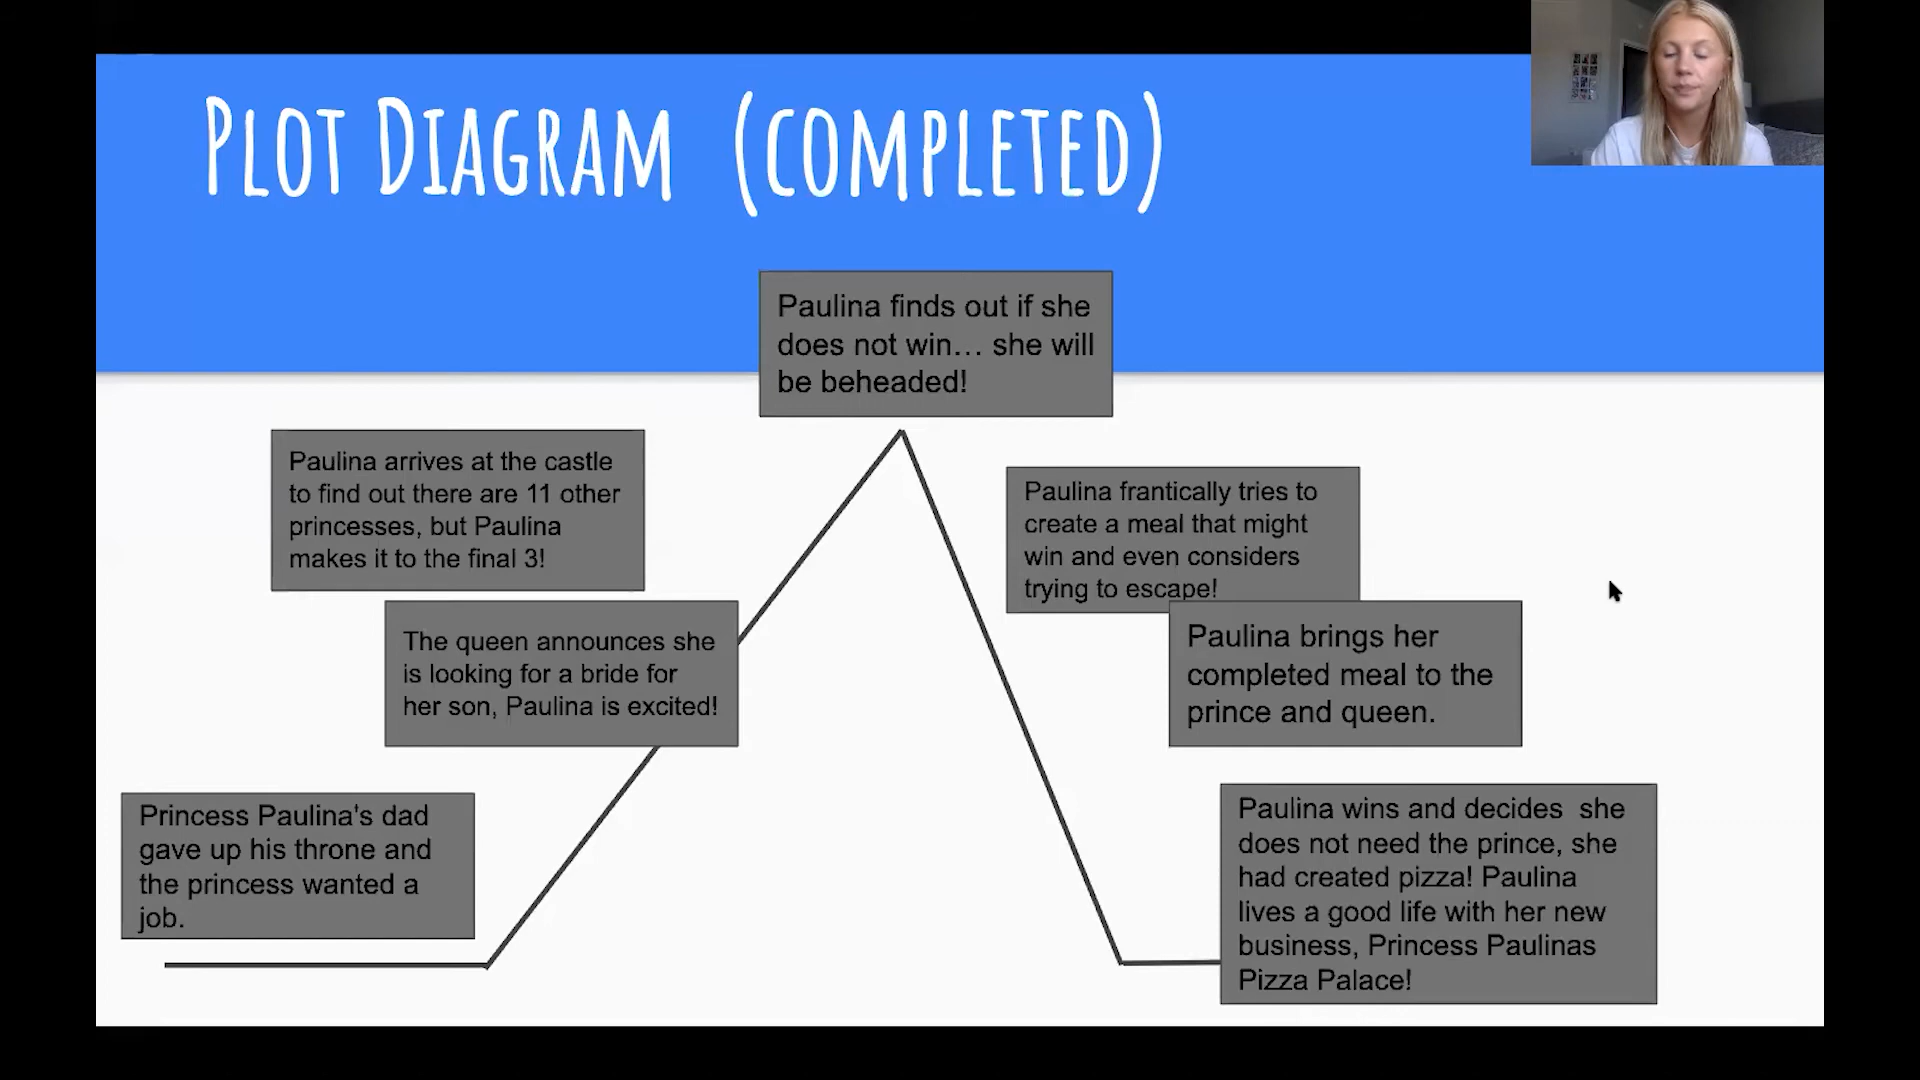 PLOT DIAGRAM (COMPLETED)
Paulina finds out if she
does not win... she will
be beheaded!
Paulina arrives at the castle
to find out there are 11 other
princesses, but Paulina
makes it to the final 3!
The queen announces she
is looking for a bride for
her son, Paulina is excited!
Princess Paulina's dad
gave up his throne and
the princess wanted a
job.
Paulina frantically tries to
create a meal that might
win and even considers
trying to escape!
Paulina brings her
completed meal to the
prince and queen.
Paulina wins and decides she
does not need the prince, she
had created pizza! Paulina
lives a good life with her new
business, Princess Paulinas
Pizza Palace!